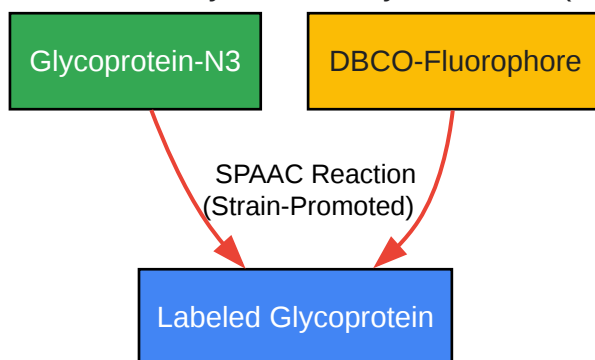 Glycoprotein-N3
DBCO-Fluorophore
SPAAC Reaction
(Strain-Promoted)
Labeled Glycoprotein